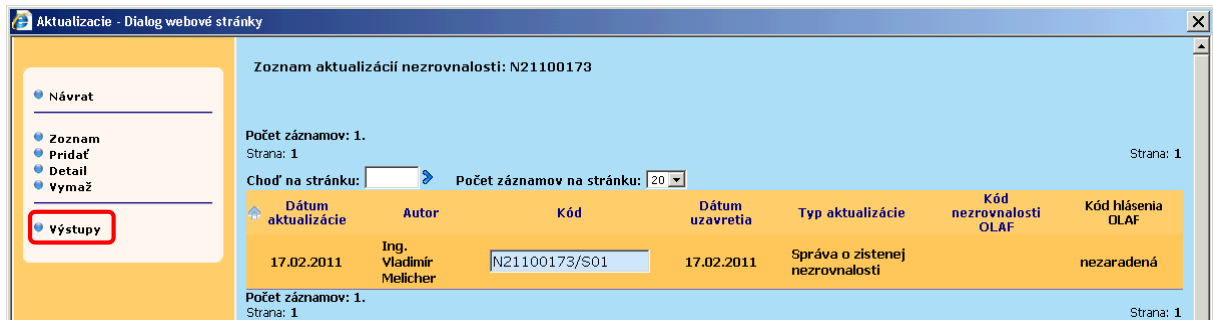 Aktualizacie - Dialog webové stránky
Návrat
Zoznam
Pridať
Detail
Vymaž
Výstupy
Zoznam aktualizácií nezrovnalosti: N21100173
Počet záznamov: 1.
Strana: 1 Strana: 1
Choď na stránku: Počet záznamov na stránku: 20
Dátum aktualizácie Autor Kód Dátum uzavretia Typ aktualizácie Kód nezrovnalosti OLAF Kód hlásenia OLAF
17.02.2011 Ing. Vladimír Melicher N21100173/S01 17.02.2011 Správa o zistenej nezrovnalosti nezaradená
Počet záznamov: 1.
Strana: 1 Strana: 1